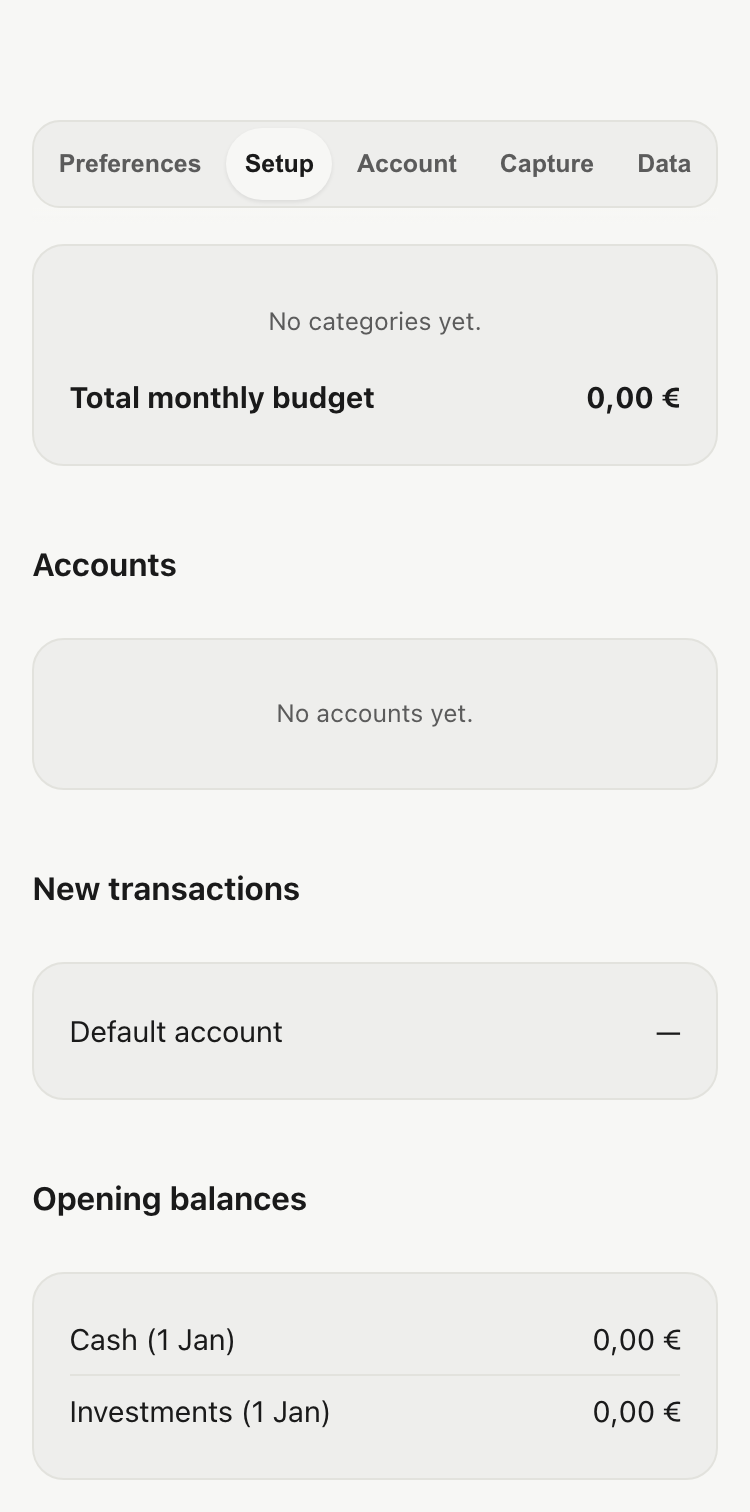 Preferences Setup Account Capture Data
No categories yet.
Total monthly budget 0,00 €
Accounts
No accounts yet.
New transactions
Default account —
Opening balances
Cash (1 Jan) 0,00 €
Investments (1 Jan) 0,00 €